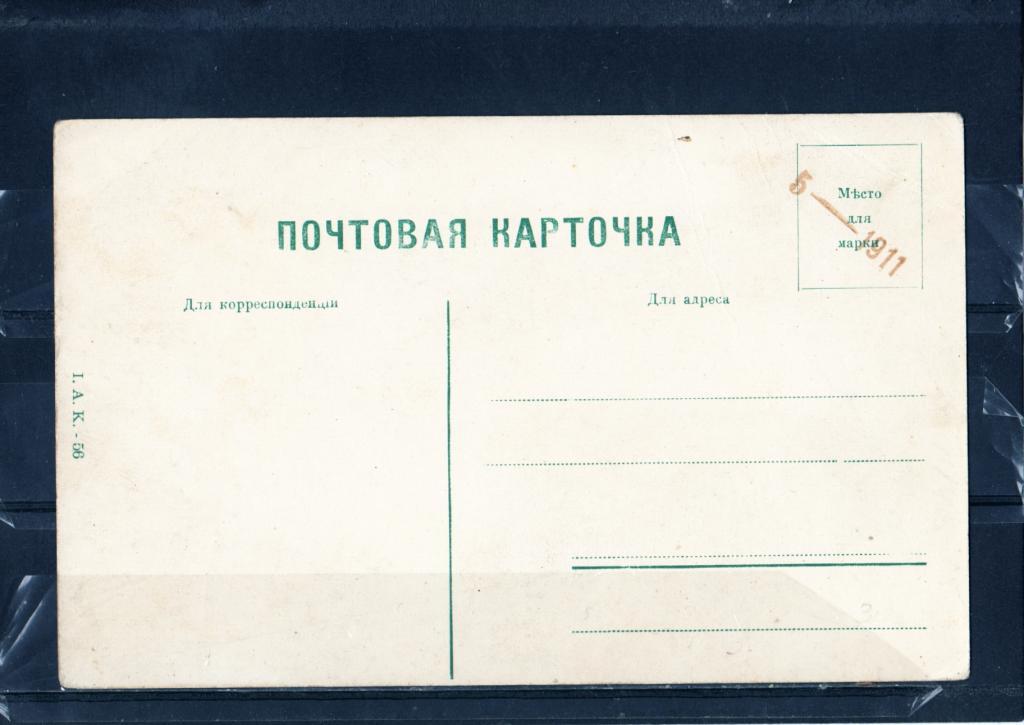 ПОЧТОВАЯ КАРТОЧКА
Мѣсто
для
марки
5 — 1911
Для корреспонденціи
Для адреса
І. А. К. - 56